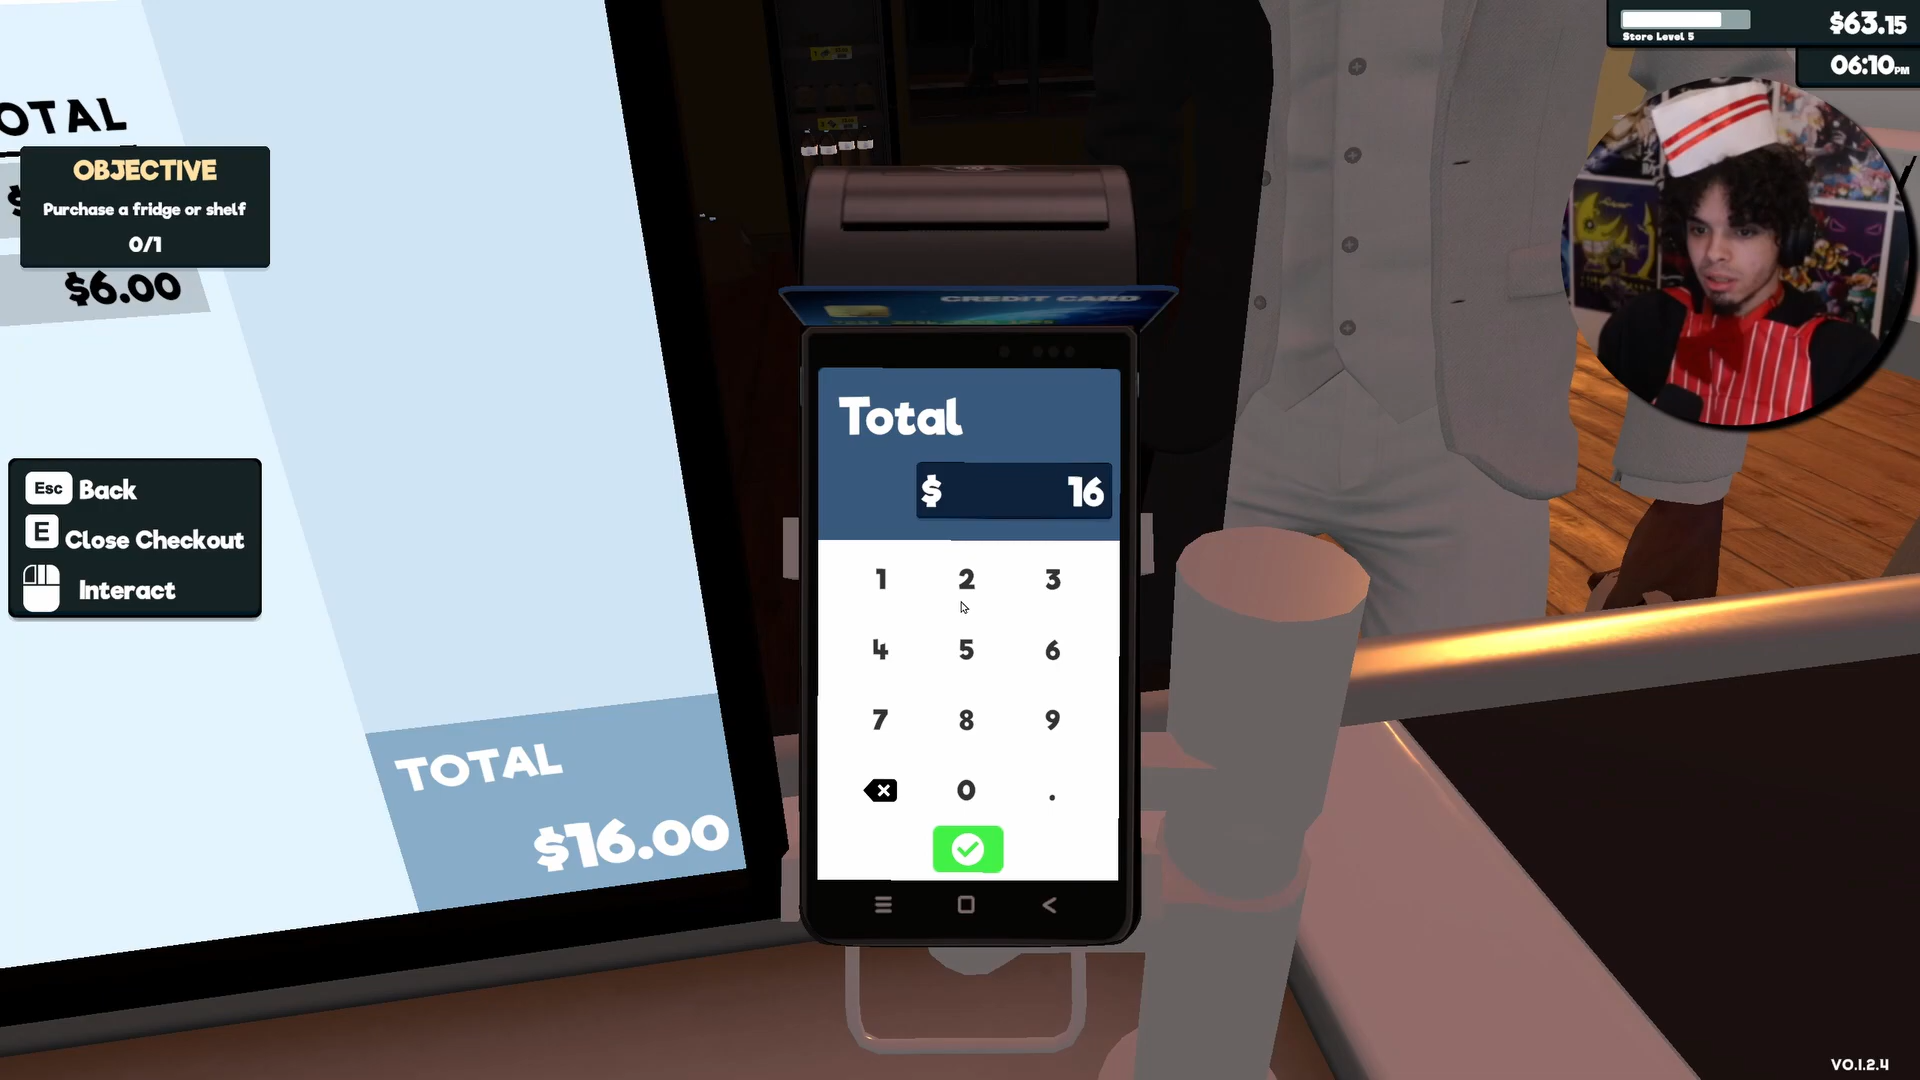 OTAL
OBJECTIVE
Purchase a fridge or shelf
0/1
$6.00
Esc Back
E Close Checkout
Interact
TOTAL
$16.00
CREDIT CARD
Total
$ 16
1 2 3
4 5 6
7 8 9
0 .
$63.15
Store Level 5
06:10PM
V0.1.2.4